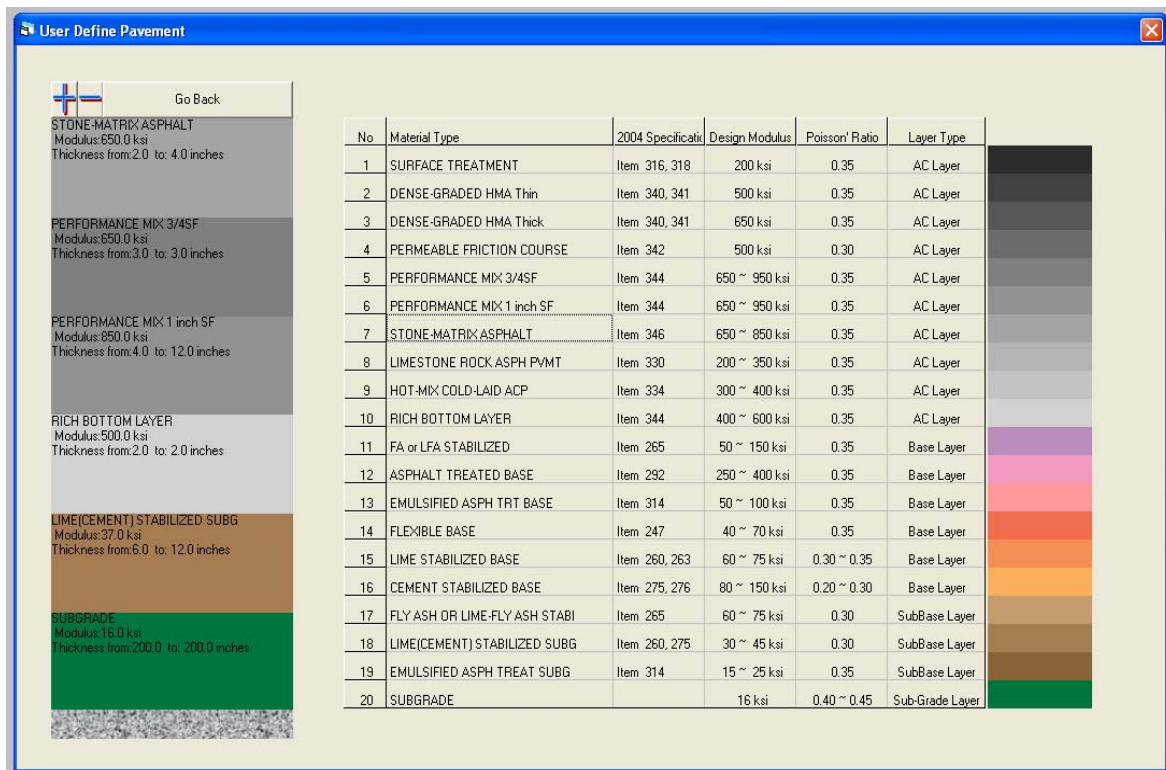 User Define Pavement
Go Back
STONE-MATRIX ASPHALT
Modulus:650.0 ksi
Thickness from:2.0 to: 4.0 inches
PERFORMANCE MIX 3/4SF
Modulus:650.0 ksi
Thickness from:3.0 to: 3.0 inches
PERFORMANCE MIX 1 inch SF
Modulus:850.0 ksi
Thickness from:4.0 to: 12.0 inches
RICH BOTTOM LAYER
Modulus:500.0 ksi
Thickness from:2.0 to: 2.0 inches
LIME(CEMENT) STABILIZED SUBG
Modulus:37.0 ksi
Thickness from:6.0 to: 12.0 inches
SUBGRADE
Modulus:16.0 ksi
Thickness from:200.0 to: 200.0 inches
No Material Type 2004 Specificatic Design Modulus Poisson' Ratio Layer Type
1 SURFACE TREATMENT Item 316, 318 200 ksi 0.35 AC Layer
2 DENSE-GRADED HMA Thin Item 340, 341 500 ksi 0.35 AC Layer
3 DENSE-GRADED HMA Thick Item 340, 341 650 ksi 0.35 AC Layer
4 PERMEABLE FRICTION COURSE Item 342 500 ksi 0.30 AC Layer
5 PERFORMANCE MIX 3/4SF Item 344 650 ~ 950 ksi 0.35 AC Layer
6 PERFORMANCE MIX 1 inch SF Item 344 650 ~ 950 ksi 0.35 AC Layer
7 STONE-MATRIX ASPHALT Item 346 650 ~ 850 ksi 0.35 AC Layer
8 LIMESTONE ROCK ASPH PVMT Item 330 200 ~ 350 ksi 0.35 AC Layer
9 HOT-MIX COLD-LAID ACP Item 334 300 ~ 400 ksi 0.35 AC Layer
10 RICH BOTTOM LAYER Item 344 400 ~ 600 ksi 0.35 AC Layer
11 FA or LFA STABILIZED Item 265 50 ~ 150 ksi 0.35 Base Layer
12 ASPHALT TREATED BASE Item 292 250 ~ 400 ksi 0.35 Base Layer
13 EMULSIFIED ASPH TRT BASE Item 314 50 ~ 100 ksi 0.35 Base Layer
14 FLEXIBLE BASE Item 247 40 ~ 70 ksi 0.35 Base Layer
15 LIME STABILIZED BASE Item 260, 263 60 ~ 75 ksi 0.30 ~ 0.35 Base Layer
16 CEMENT STABILIZED BASE Item 275, 276 80 ~ 150 ksi 0.20 ~ 0.30 Base Layer
17 FLY ASH OR LIME-FLY ASH STABI Item 265 60 ~ 75 ksi 0.30 SubBase Layer
18 LIME(CEMENT) STABILIZED SUBG Item 260, 275 30 ~ 45 ksi 0.30 SubBase Layer
19 EMULSIFIED ASPH TREAT SUBG Item 314 15 ~ 25 ksi 0.35 SubBase Layer
20 SUBGRADE 16 ksi 0.40 ~ 0.45 Sub-Grade Layer